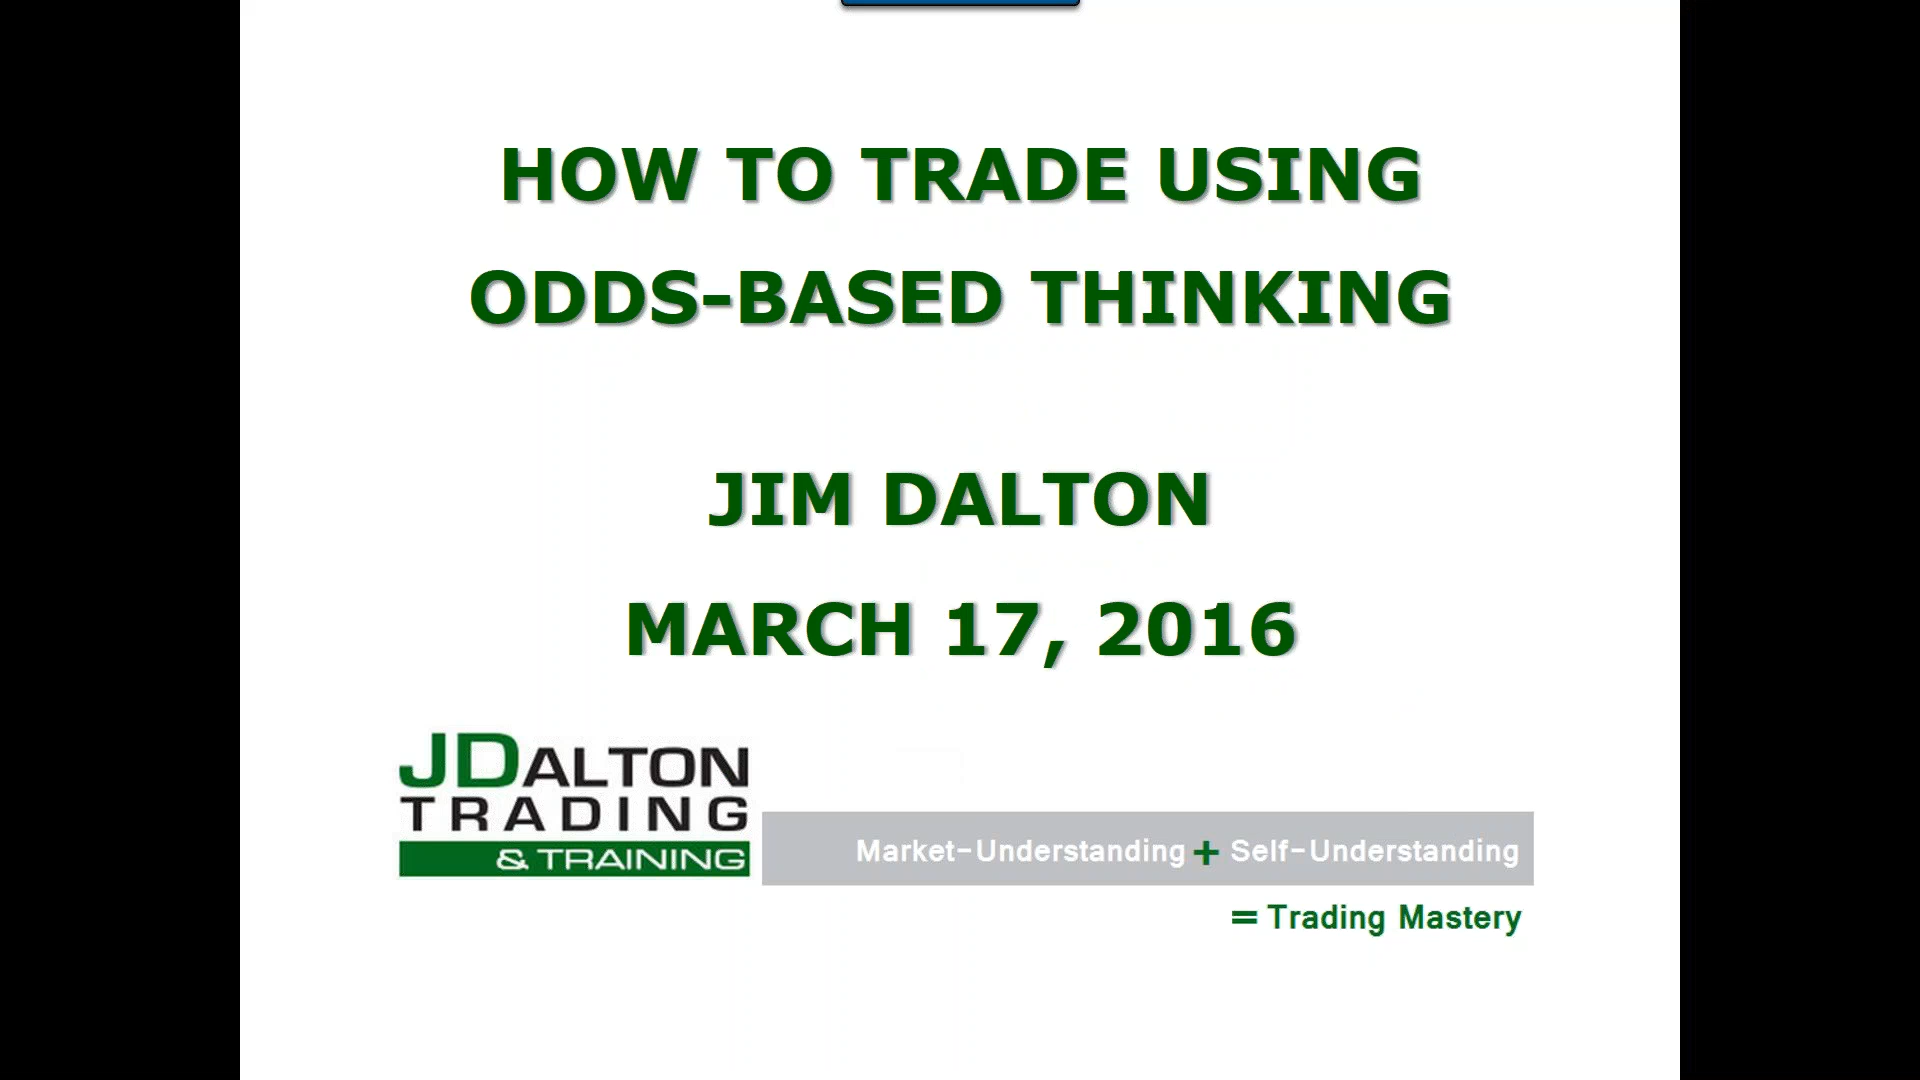 HOW TO TRADE USING
ODDS-BASED THINKING
JIM DALTON
MARCH 17, 2016
JDALTON
TRADING
& TRAINING
Market-Understanding + Self-Understanding
= Trading Mastery